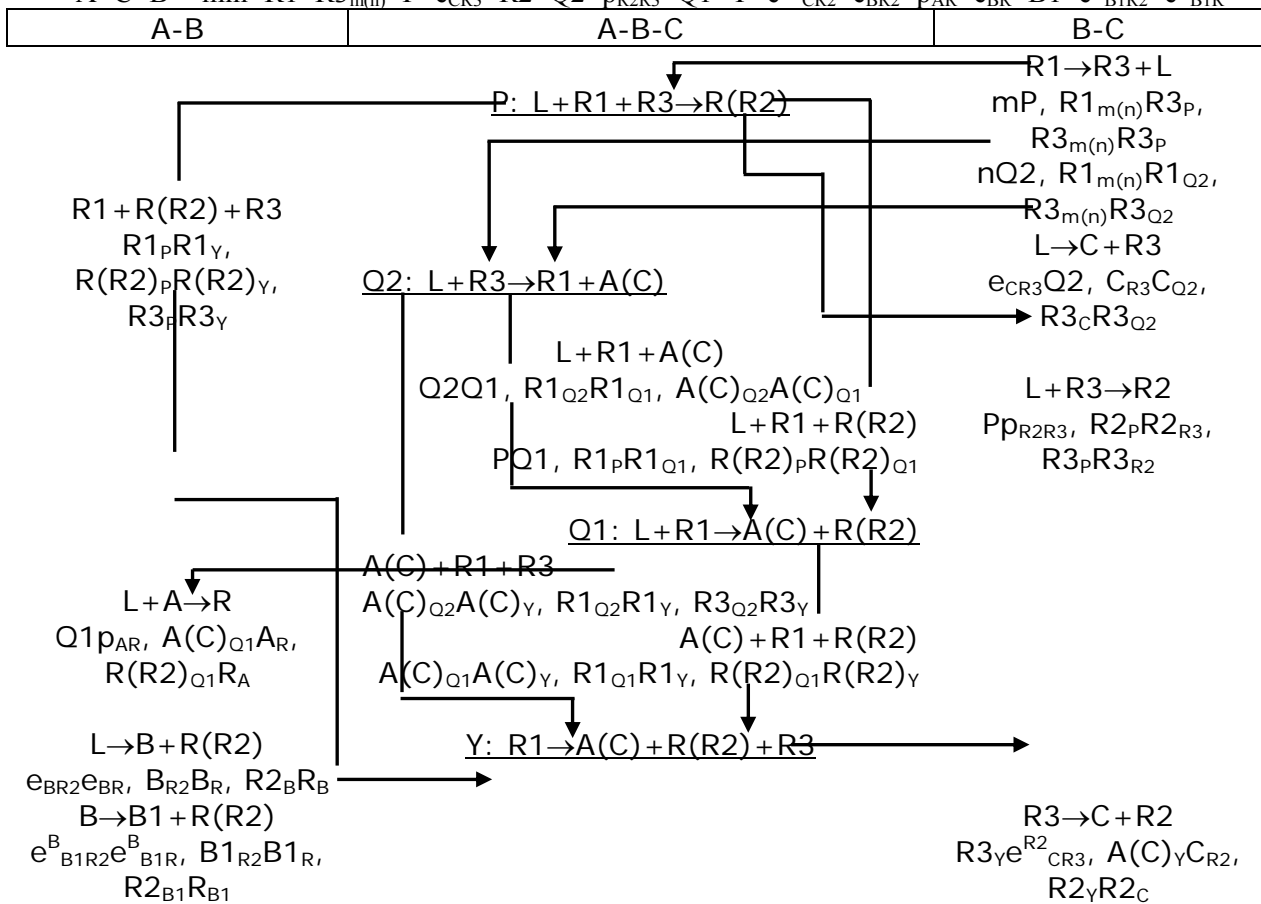 A-B
A-B-C
B-C
R1→R3+L
mP, R1m(n)R3P,
R3m(n)R3P
nQ2, R1m(n)R1Q2,
R3m(n)R3Q2
L→C+R3
eCR3Q2, CR3CQ2,
R3CR3Q2
P: L+R1+R3→R(R2)
R1+R(R2)+R3
R1PR1Y,
R(R2)PR(R2)Y,
R3PR3Y
Q2: L+R3→R1+A(C)
L+R1+A(C)
Q2Q1, R1Q2R1Q1, A(C)Q2A(C)Q1
L+R1+R(R2)
PQ1, R1PR1Q1, R(R2)PR(R2)Q1
L+R3→R2
PpR2R3, R2PR2R3,
R3PR3R2
Q1: L+R1→A(C)+R(R2)
A(C)+R1+R3
A(C)Q2A(C)Y, R1Q2R1Y, R3Q2R3Y
A(C)+R1+R(R2)
A(C)Q1A(C)Y, R1Q1R1Y, R(R2)Q1R(R2)Y
L+A→R
Q1pAR, A(C)Q1AR,
R(R2)Q1RA
L→B+R(R2)
eBR2eBR, BR2BR, R2BRB
B→B1+R(R2)
eBB1R2eBB1R, B1R2B1R,
R2B1RB1
Y: R1→A(C)+R(R2)+R3
R3→C+R2
R3YeR2CR3, A(C)YCR2,
R2YR2C